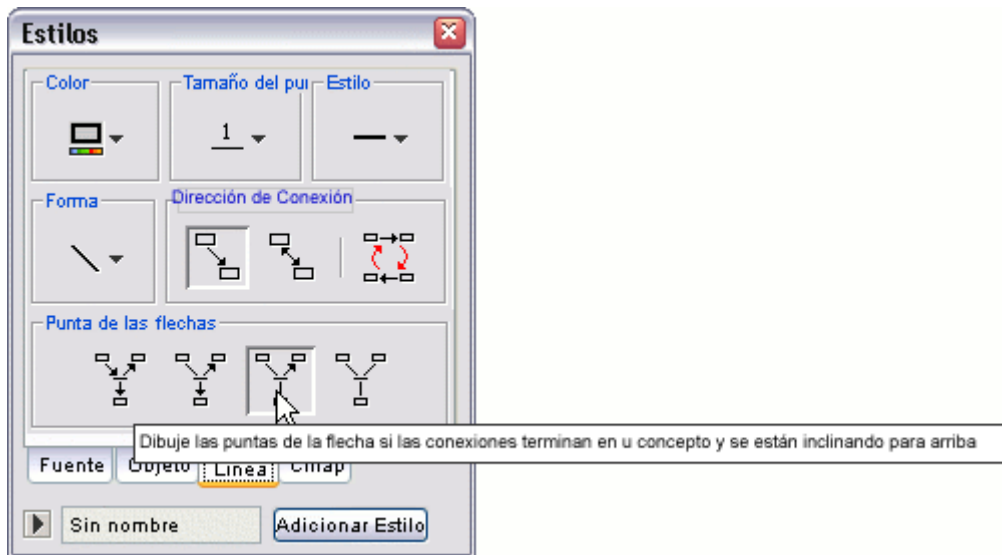 Estilos
Color
Tamaño del pu
Estilo
1
Forma
Dirección de Conexión
Punta de las flechas
Dibuje las puntas de la flecha si las conexiones terminan en u concepto y se están inclinando para arriba
Fuente
Objeto
Línea
Cmap
Sin nombre
Adicionar Estilo